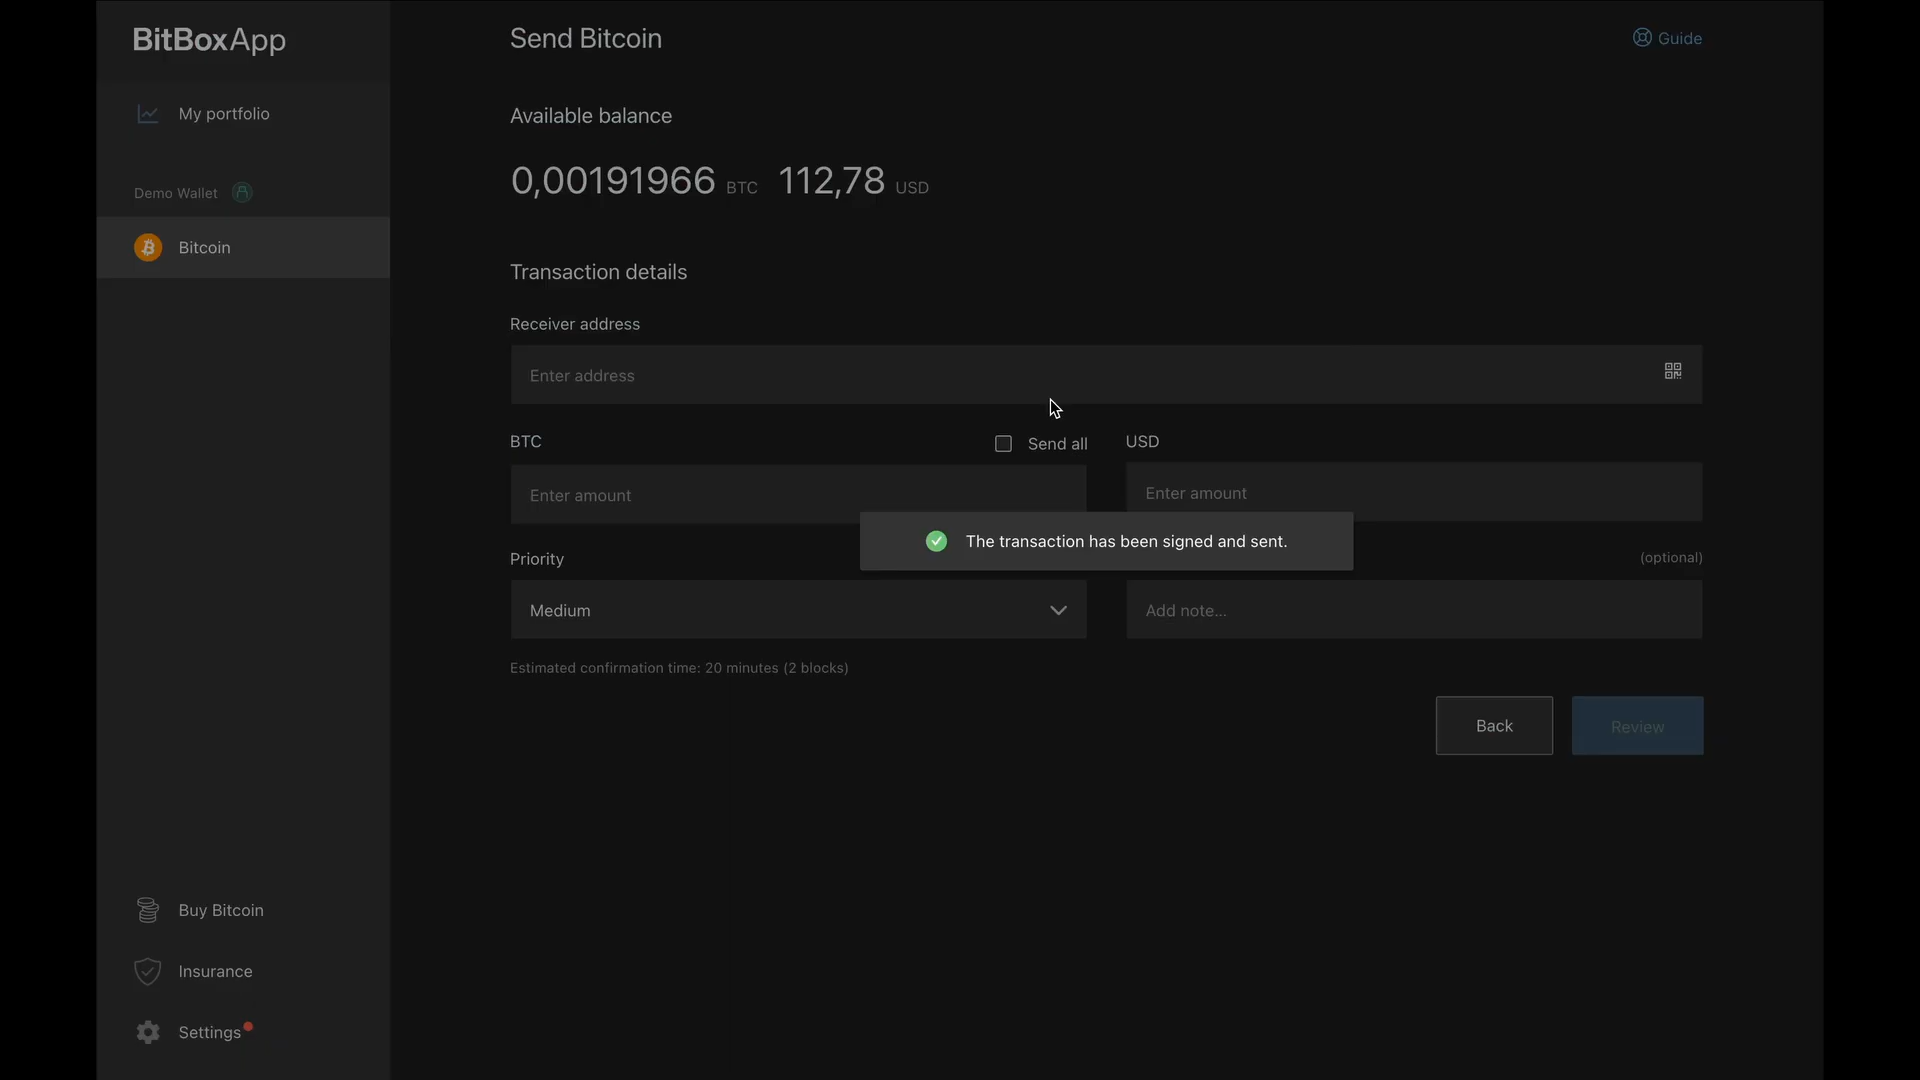 BitBoxApp
Send Bitcoin
Guide
My portfolio
Available balance
0,00191966 BTC 112,78 USD
Demo Wallet
Bitcoin
Transaction details
Receiver address
Enter address
BTC
Send all
USD
Enter amount
Enter amount
The transaction has been signed and sent.
Priority
(optional)
Medium
Add note...
Estimated confirmation time: 20 minutes (2 blocks)
Back
Review
Buy Bitcoin
Insurance
Settings